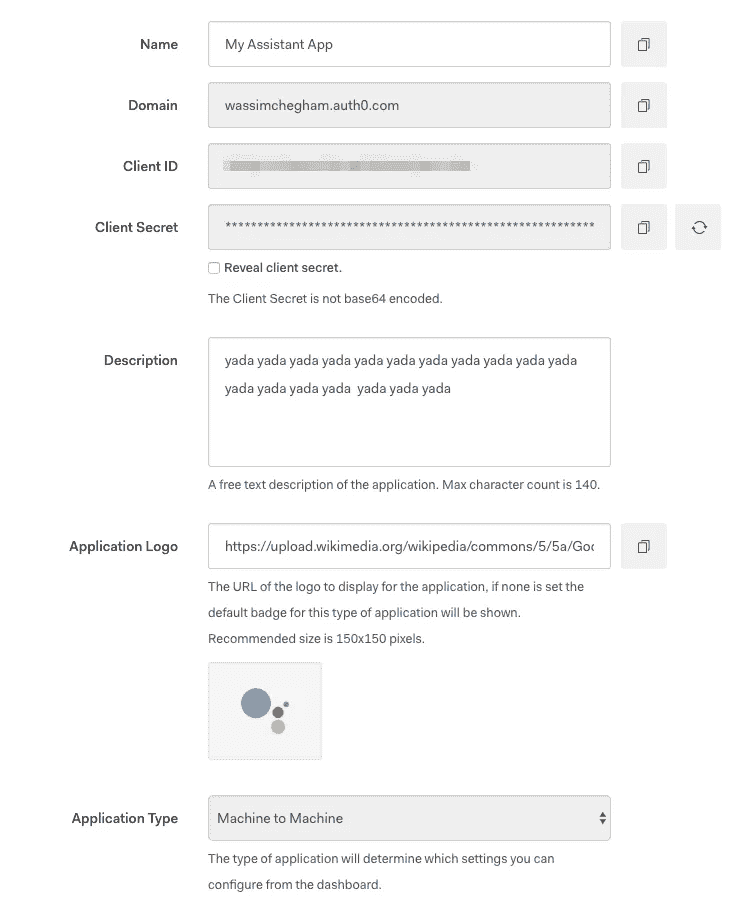 Name
My Assistant App
Domain
wassimchegham.auth0.com
Client ID
Client Secret
**********************************************************
Reveal client secret.
The Client Secret is not base64 encoded.
Description
yada yada yada yada yada yada yada yada yada yada yada
yada yada yada yada  yada yada yada
A free text description of the application. Max character count is 140.
Application Logo
https://upload.wikimedia.org/wikipedia/commons/5/5a/Goo
The URL of the logo to display for the application, if none is set the
default badge for this type of application will be shown.
Recommended size is 150x150 pixels.
Application Type
Machine to Machine
The type of application will determine which settings you can
configure from the dashboard.